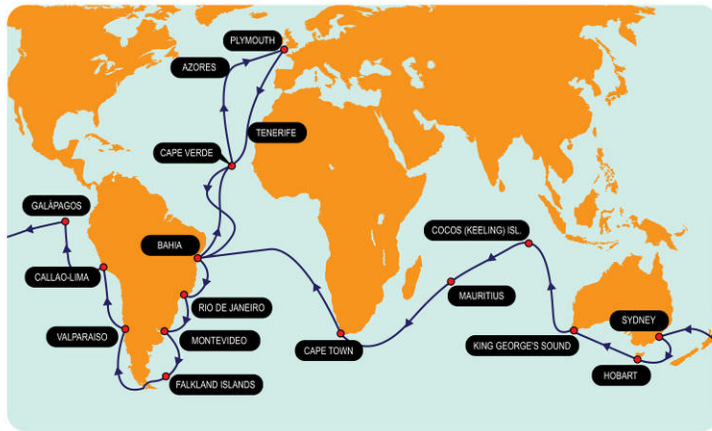 PLYMOUTH
AZORES
TENERIFE
CAPE VERDE
GALÀPAGOS
BAHIA
COCOS (KEELING) ISL.
CALLAO-LIMA
MAURITIUS
RIO DE JANEIRO
SYDNEY
VALPARAISO
MONTEVIDEO
KING GEORGE'S SOUND
CAPE TOWN
HOBART
FALKLAND ISLANDS